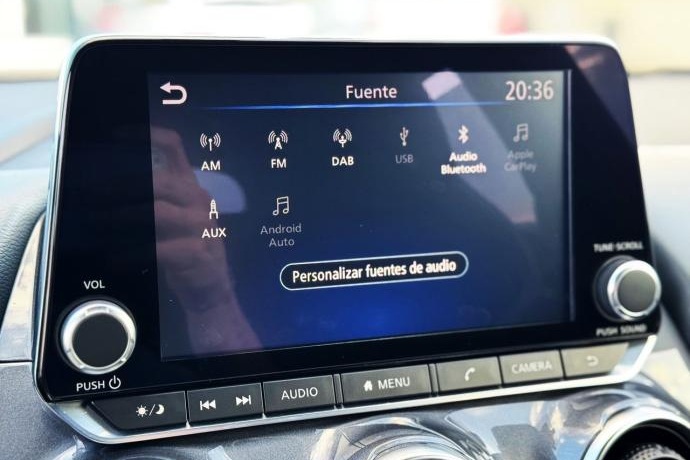 Fuente
20:36
AM
FM
DAB
USB
Audio
Bluetooth
Apple
CarPlay
AUX
Android
Auto
Personalizar fuentes de audio
VOL
PUSH
TUNE·SCROLL
PUSH SOUND
AUDIO
MENU
CAMERA